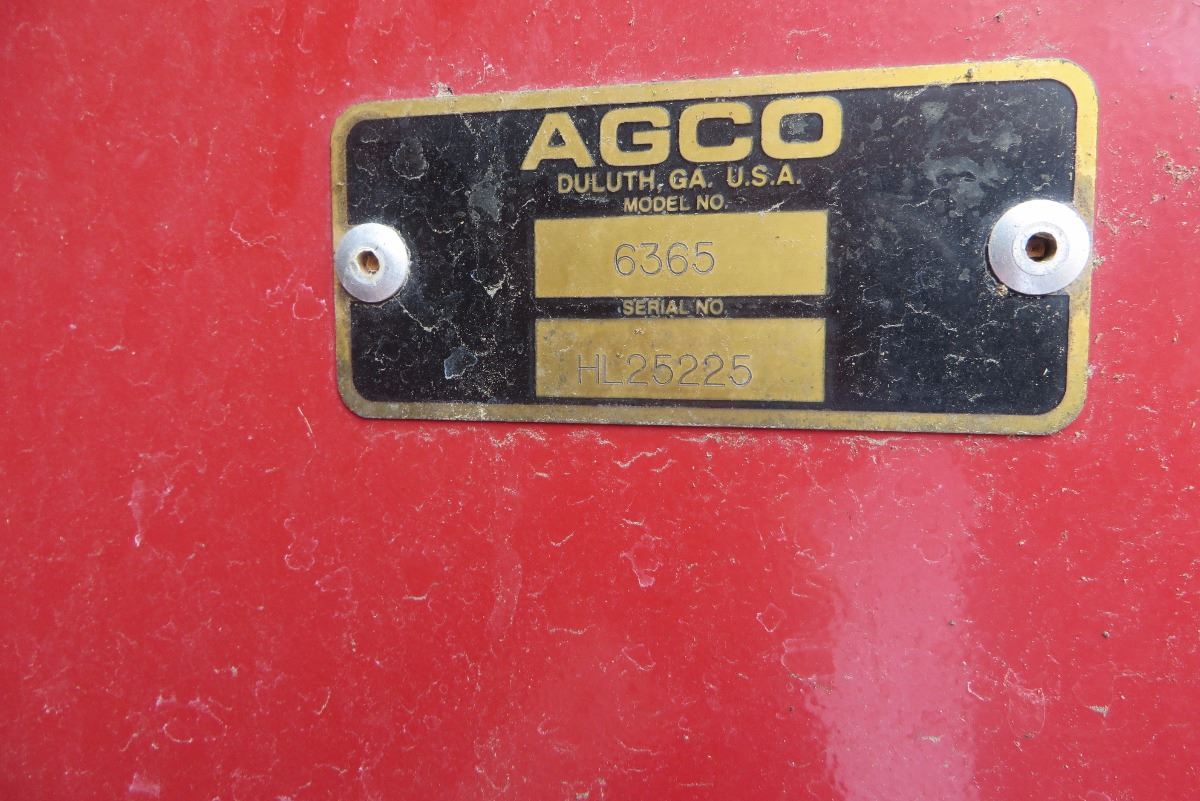 AGCO
DULUTH, GA. U.S.A.
MODEL NO.
6365
SERIAL NO.
HL25225